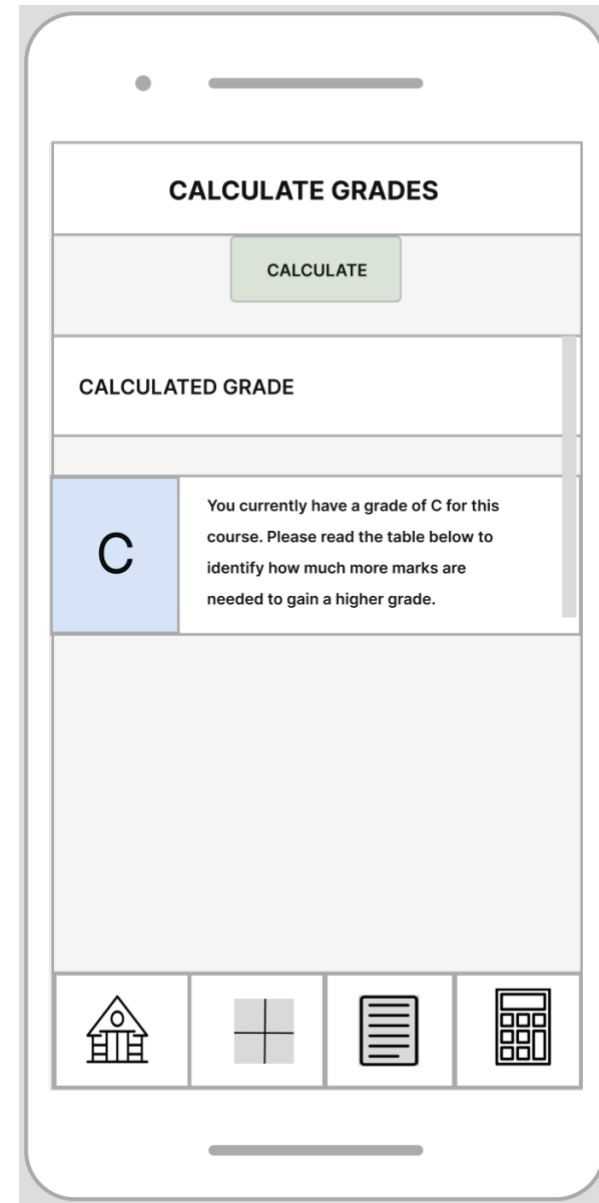 CALCULATE GRADES
CALCULATE
CALCULATED GRADE
C
You currently have a grade of C for this
course. Please read the table below to
identify how much more marks are
needed to gain a higher grade.